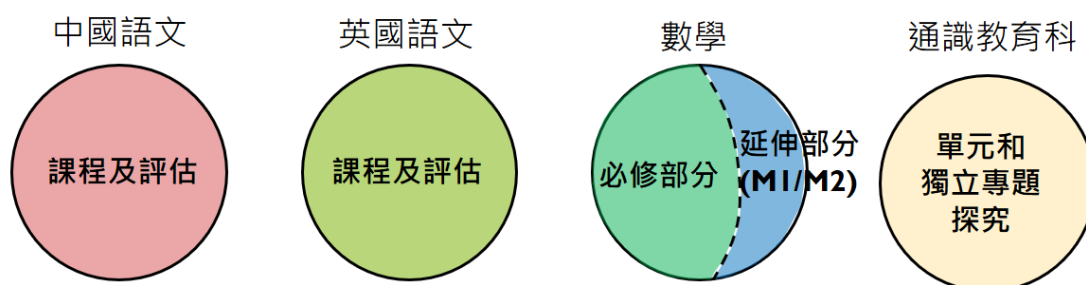 中國語文
英國語文
數學
通識教育科
課程及評估
課程及評估
必修部分
延伸部分
(M1/M2)
單元和
獨立專題
探究